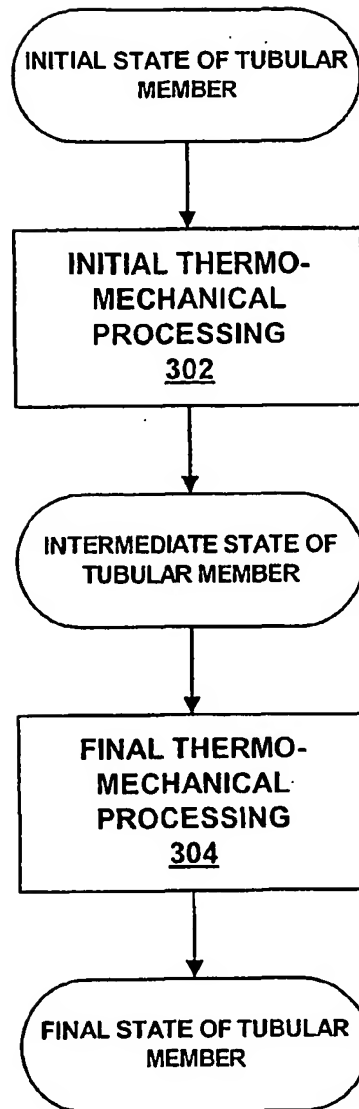 INITIAL STATE OF TUBULAR
MEMBER
INITIAL THERMO-
MECHANICAL
PROCESSING
302
INTERMEDIATE STATE OF
TUBULAR MEMBER
FINAL THERMO-
MECHANICAL
PROCESSING
304
FINAL STATE OF TUBULAR
MEMBER